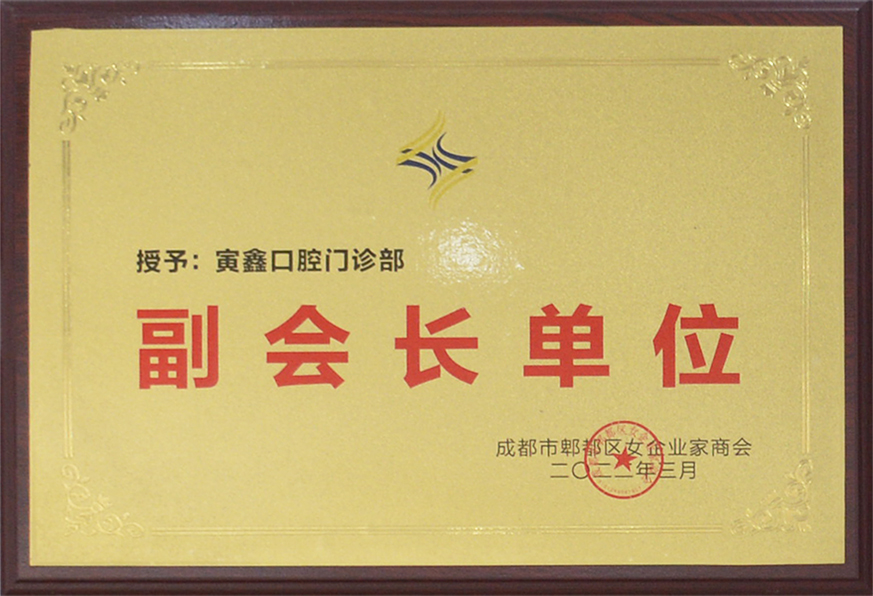 授予：寅鑫口腔门诊部
副会长单位
成都市郫都区女企业家商会
二〇二二年三月